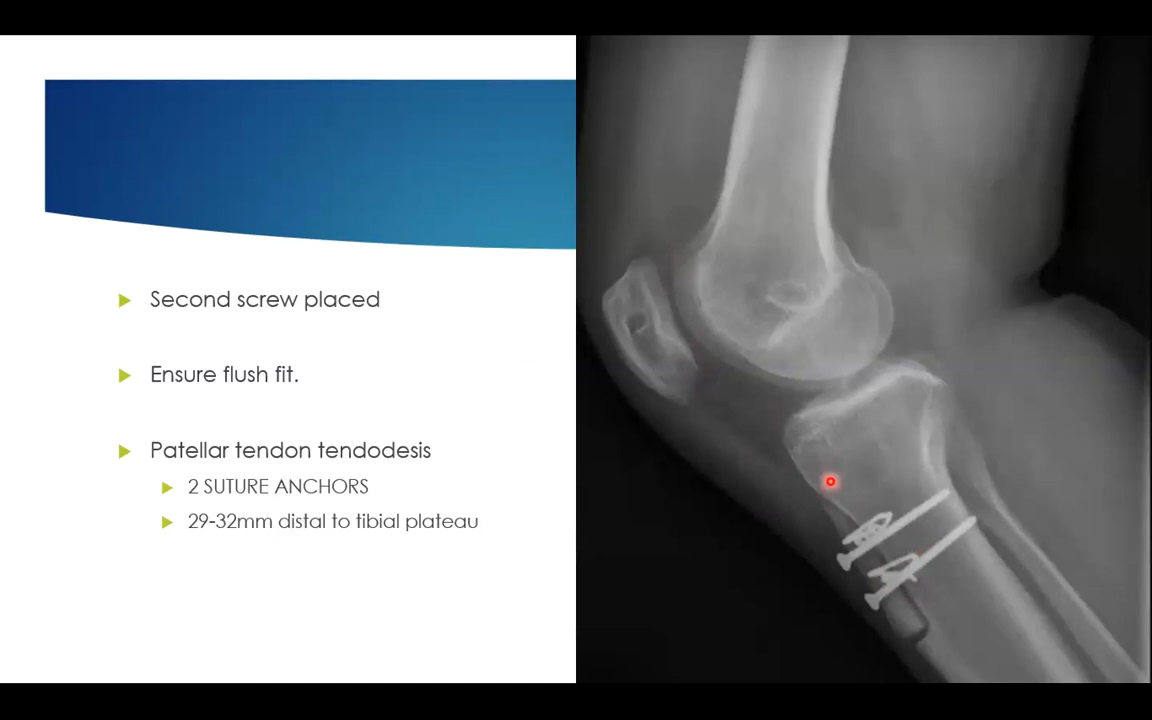 Second screw placed
Ensure flush fit.
Patellar tendon tendodesis
2 SUTURE ANCHORS
29-32mm distal to tibial plateau